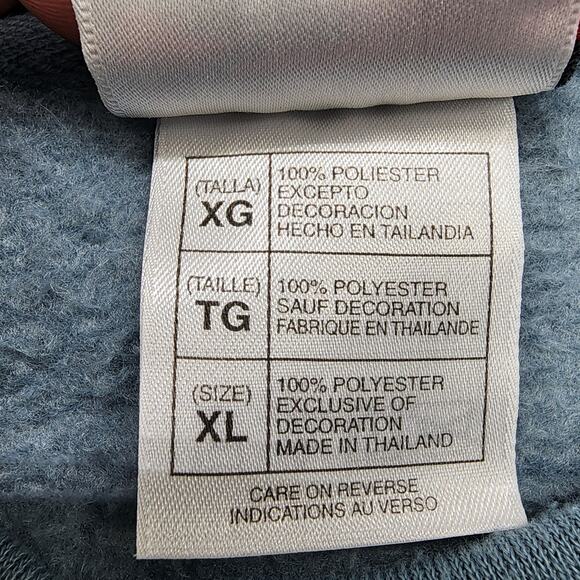 (TALLA)
XG
100% POLIESTER
EXCEPTO
DECORACION
HECHO EN TAILANDIA
(TAILLE)
TG
100% POLYESTER
SAUF DECORATION
FABRIQUE EN THAILANDE
(SIZE)
XL
100% POLYESTER
EXCLUSIVE OF
DECORATION
MADE IN THAILAND
CARE ON REVERSE
INDICATIONS AU VERSO